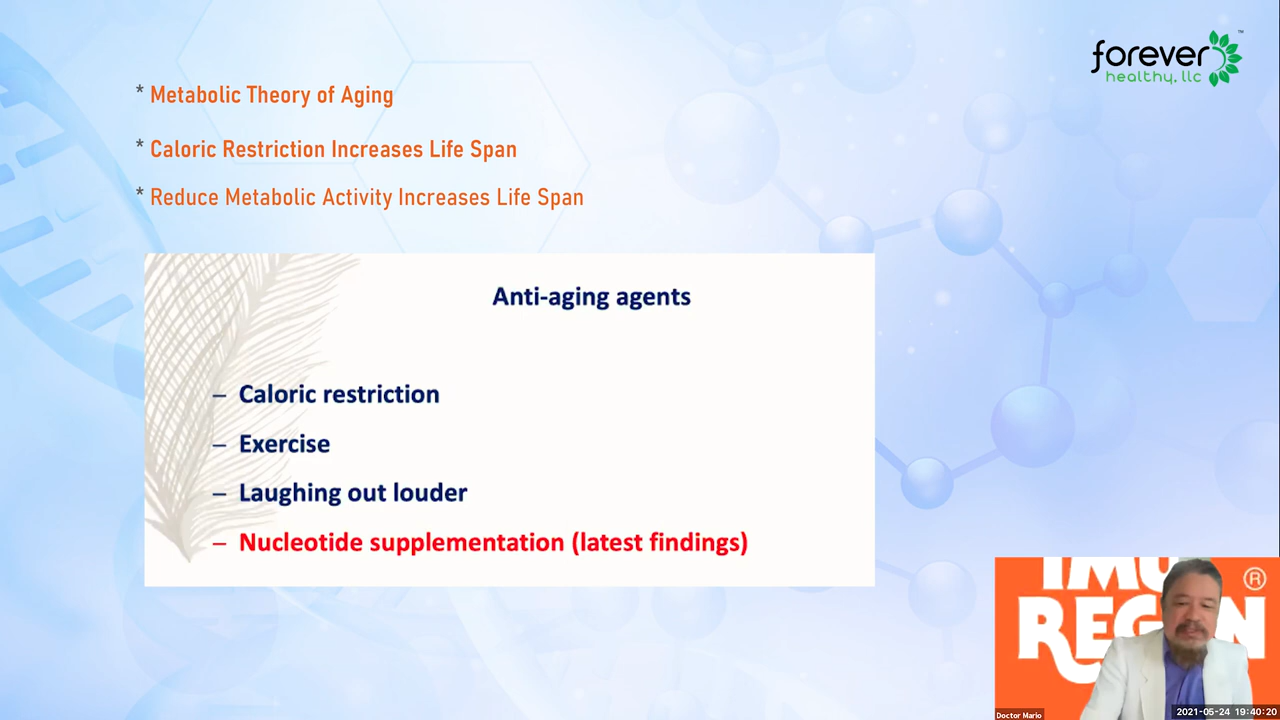 forever
™
healthy, llc
* Metabolic Theory of Aging
* Caloric Restriction Increases Life Span
* Reduce Metabolic Activity Increases Life Span
Anti-aging agents
– Caloric restriction
– Exercise
– Laughing out louder
– Nucleotide supplementation (latest findings)
®
Doctor Mario
2021-05-24 19:40:20